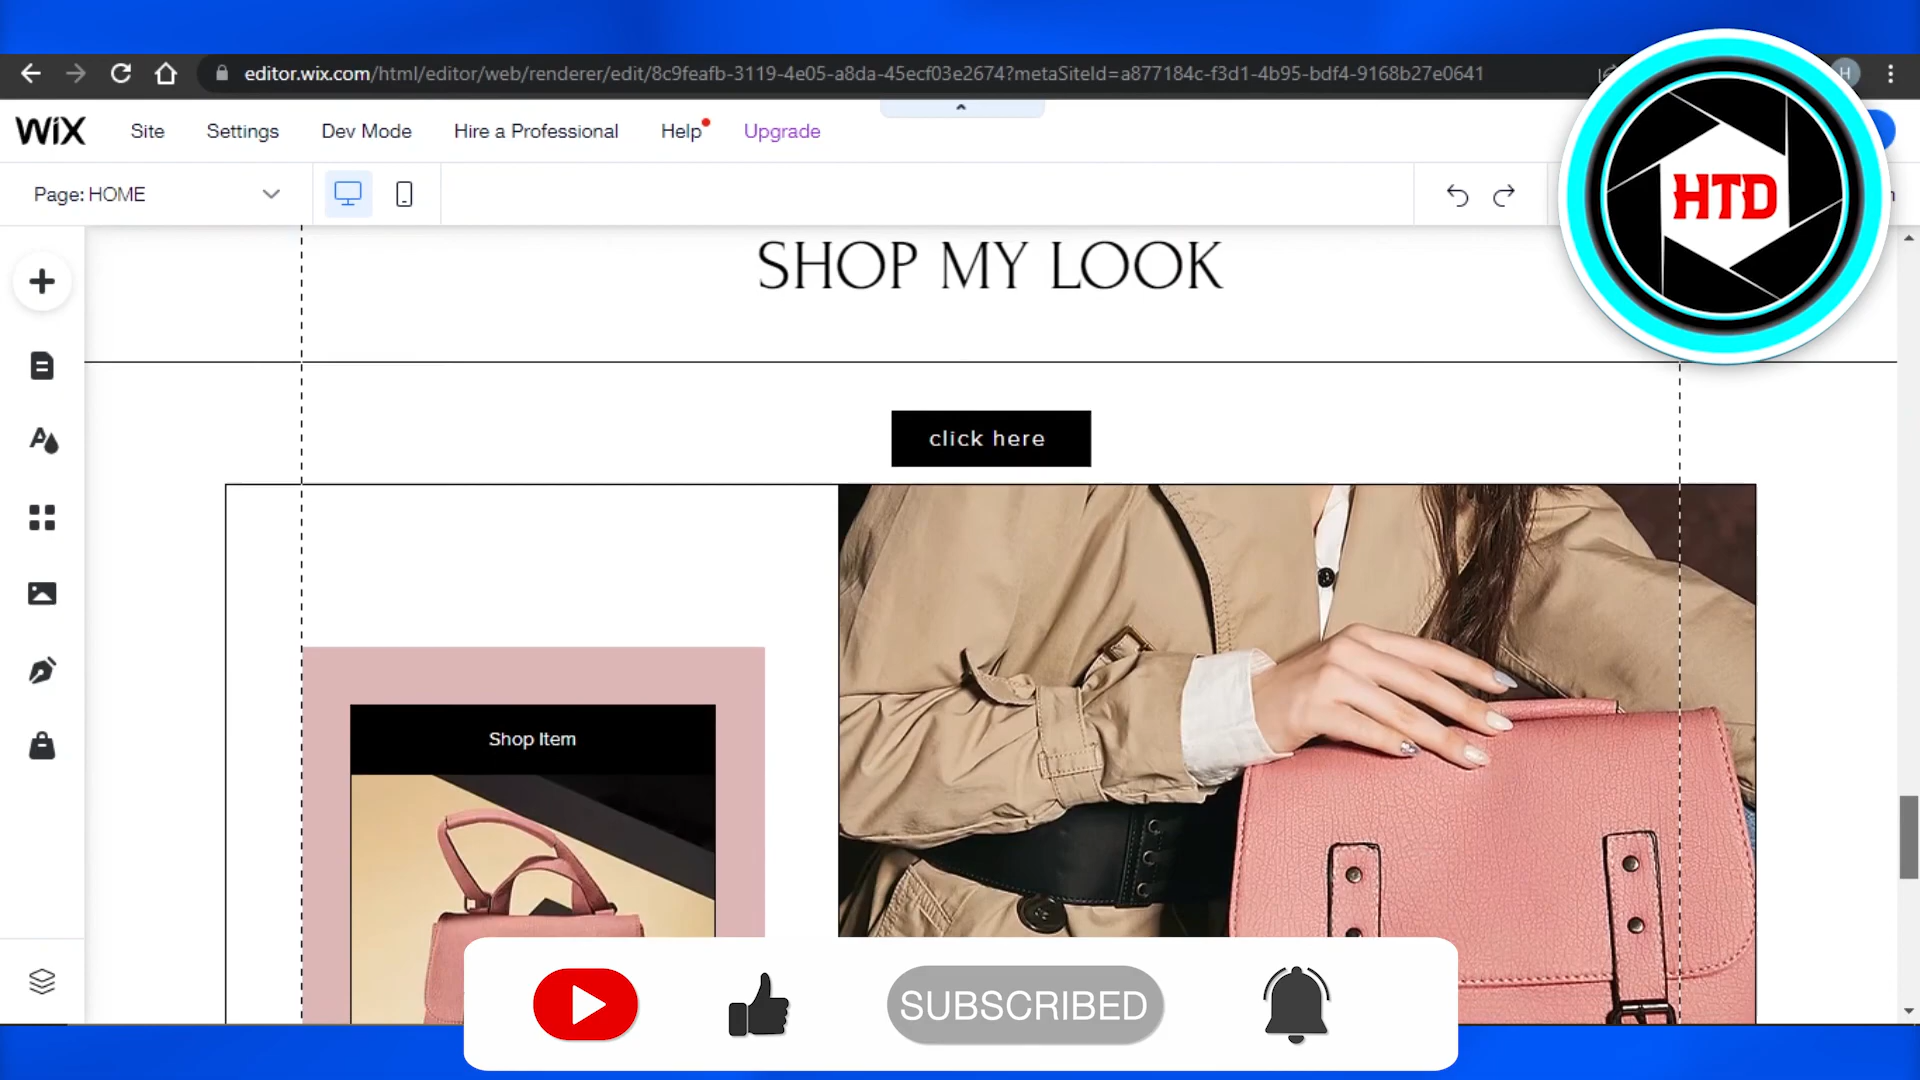 editor.wix.com/html/editor/web/renderer/edit/8c9feafb-3119-4e05-a8da-45ecf03e2674?metaSiteId=a877184c-f3d1-4b95-bdf4-9168b27e0641
H
WiX Site Settings Dev Mode Hire a Professional Help Upgrade
Page: HOME
HTD
SHOP MY LOOK
click here
Shop Item
SUBSCRIBED